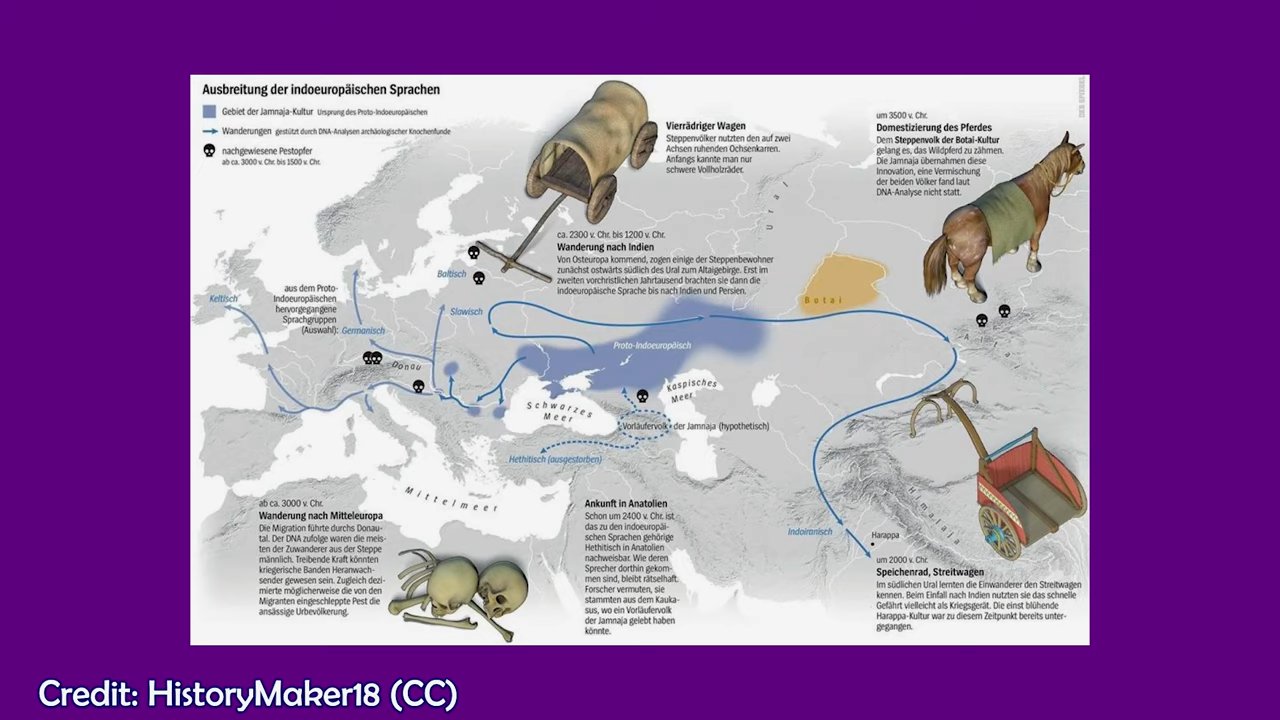 Ausbreitung der indoeuropäischen Sprachen
Gebiet der Jamnaja-Kultur Ursprung des Proto-Indoeuropäischen
Wanderungen gestützt durch DNA-Analysen archäologischer Knochenfunde
nachgewiesene Pestopfer
ab ca. 3000 v. Chr. bis 1500 v. Chr.
Vierrädriger Wagen
Steppenvölker nutzten den auf zwei
Achsen ruhenden Ochsenkarren.
Anfangs kannte man nur
schwere Vollholzräder.
um 3500 v. Chr.
Domestizierung des Pferdes
Dem Steppenvolk der Botai-Kultur
gelang es, das Wildpferd zu zähmen.
Die Jamnaja übernahmen diese
Innovation, eine Vermischung
der beiden Völker fand laut
DNA-Analyse nicht statt.
DER SPIEGEL
Ural
ca. 2300 v. Chr. bis 1200 v. Chr.
Wanderung nach Indien
Von Osteuropa kommend, zogen einige der Steppenbewohner
zunächst ostwärts südlich des Ural zum Altaigebirge. Erst im
zweiten vorchristlichen Jahrtausend brachten sie dann die
indoeuropäische Sprache bis nach Indien und Persien.
Baltisch
Keltisch
aus dem Proto-
Indoeuropäischen
hervorgegangene
Sprachgruppen
(Auswahl):
Germanisch
Slowisch
Botai
Altai
Proto-Indoeuropäisch
Donau
Kaspisches
Meer
Schwarzes
Meer
Vorläufervolk der Jamnaja (hypothetisch)
Hethitisch (ausgestorben)
Mittelmeer
Himalaja
Indoiranisch
Harappa
ab ca. 3000 v. Chr.
Wanderung nach Mitteleuropa
Die Migration führte durchs Donau-
tal. Der DNA zufolge waren die meis-
ten der Zuwanderer aus der Steppe
männlich. Treibende Kraft könnten
kriegerische Banden Heranwach-
sender gewesen sein. Zugleich dezi-
mierte möglicherweise die von den
Migranten eingeschleppte Pest die
ansässige Urbevölkerung.
Ankunft in Anatolien
Schon um 2400 v. Chr. ist
das zu den indoeuropäi-
schen Sprachen gehörige
Hethitisch in Anatolien
nachweisbar. Wie deren
Sprecher dorthin gekom-
men sind, bleibt rätselhaft.
Forscher vermuten, sie
stammten aus dem Kauka-
sus, wo ein Vorläufervolk
der Jamnaja gelebt haben
könnte.
um 2000 v. Chr.
Speichenrad, Streitwagen
Im südlichen Ural lernten die Einwanderer den Streitwagen
kennen. Beim Einfall nach Indien nutzten sie das schnelle
Gefährt vielleicht als Kriegsgerät. Die einst blühende
Harappa-Kultur war zu diesem Zeitpunkt bereits unter-
gegangen.
Credit: HistoryMaker18 (CC)